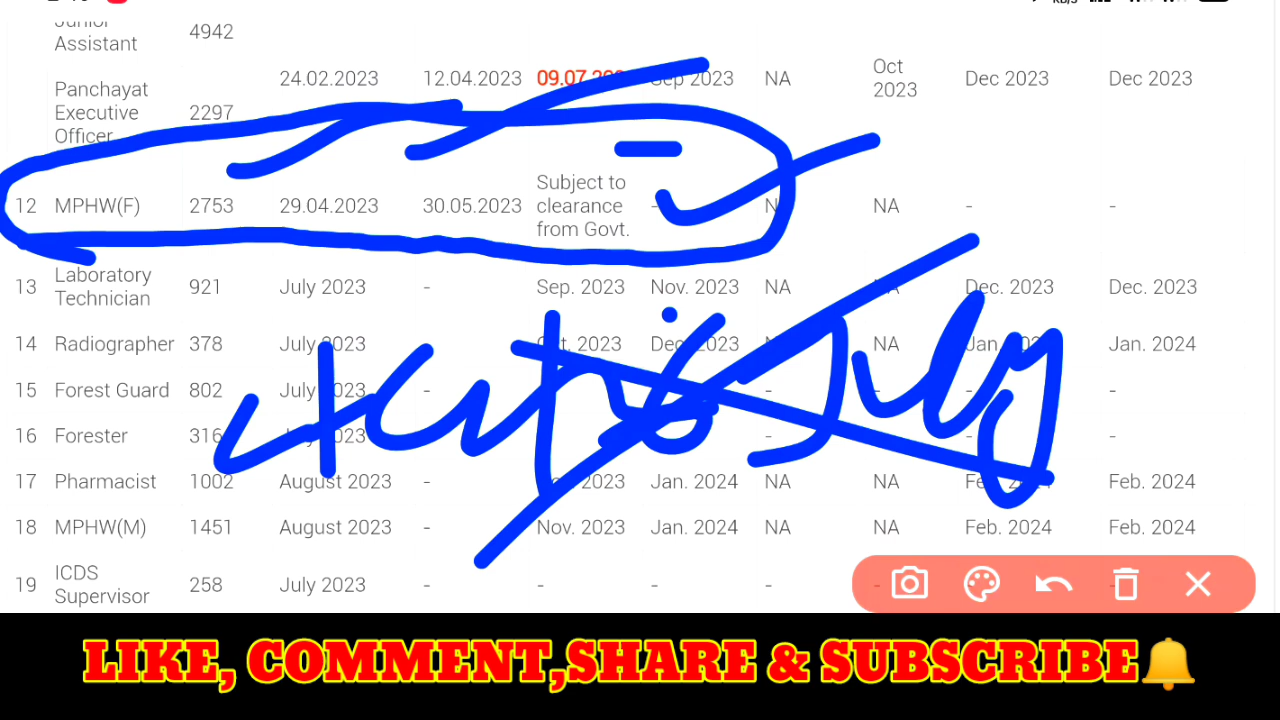 Assistant 4942
24.02.2023 12.04.2023 2023 NA Oct 2023 Dec 2023 Dec 2023
Panchayat Executive Officer 2297
12 MPHW(F) 2753 29.04.2023 30.05.2023 Subject to clearance from Govt. - NA - -
13 Laboratory Technician 921 July 2023 - Sep. 2023 Nov. 2023 NA Dec. 2023 Dec. 2023
14 Radiographer 378 July 2023 2023 NA Jan. 2024
15 Forest Guard 802 July - -
16 Forester 316 - - -
17 Pharmacist 1002 August 2023 - 2023 Jan. 2024 NA NA Feb. 2024
18 MPHW(M) 1451 August 2023 - Nov. 2023 Jan. 2024 NA NA Feb. 2024 Feb. 2024
19 ICDS Supervisor 258 July 2023 - - - - -
July
LIKE, COMMENT,SHARE & SUBSCRIBE